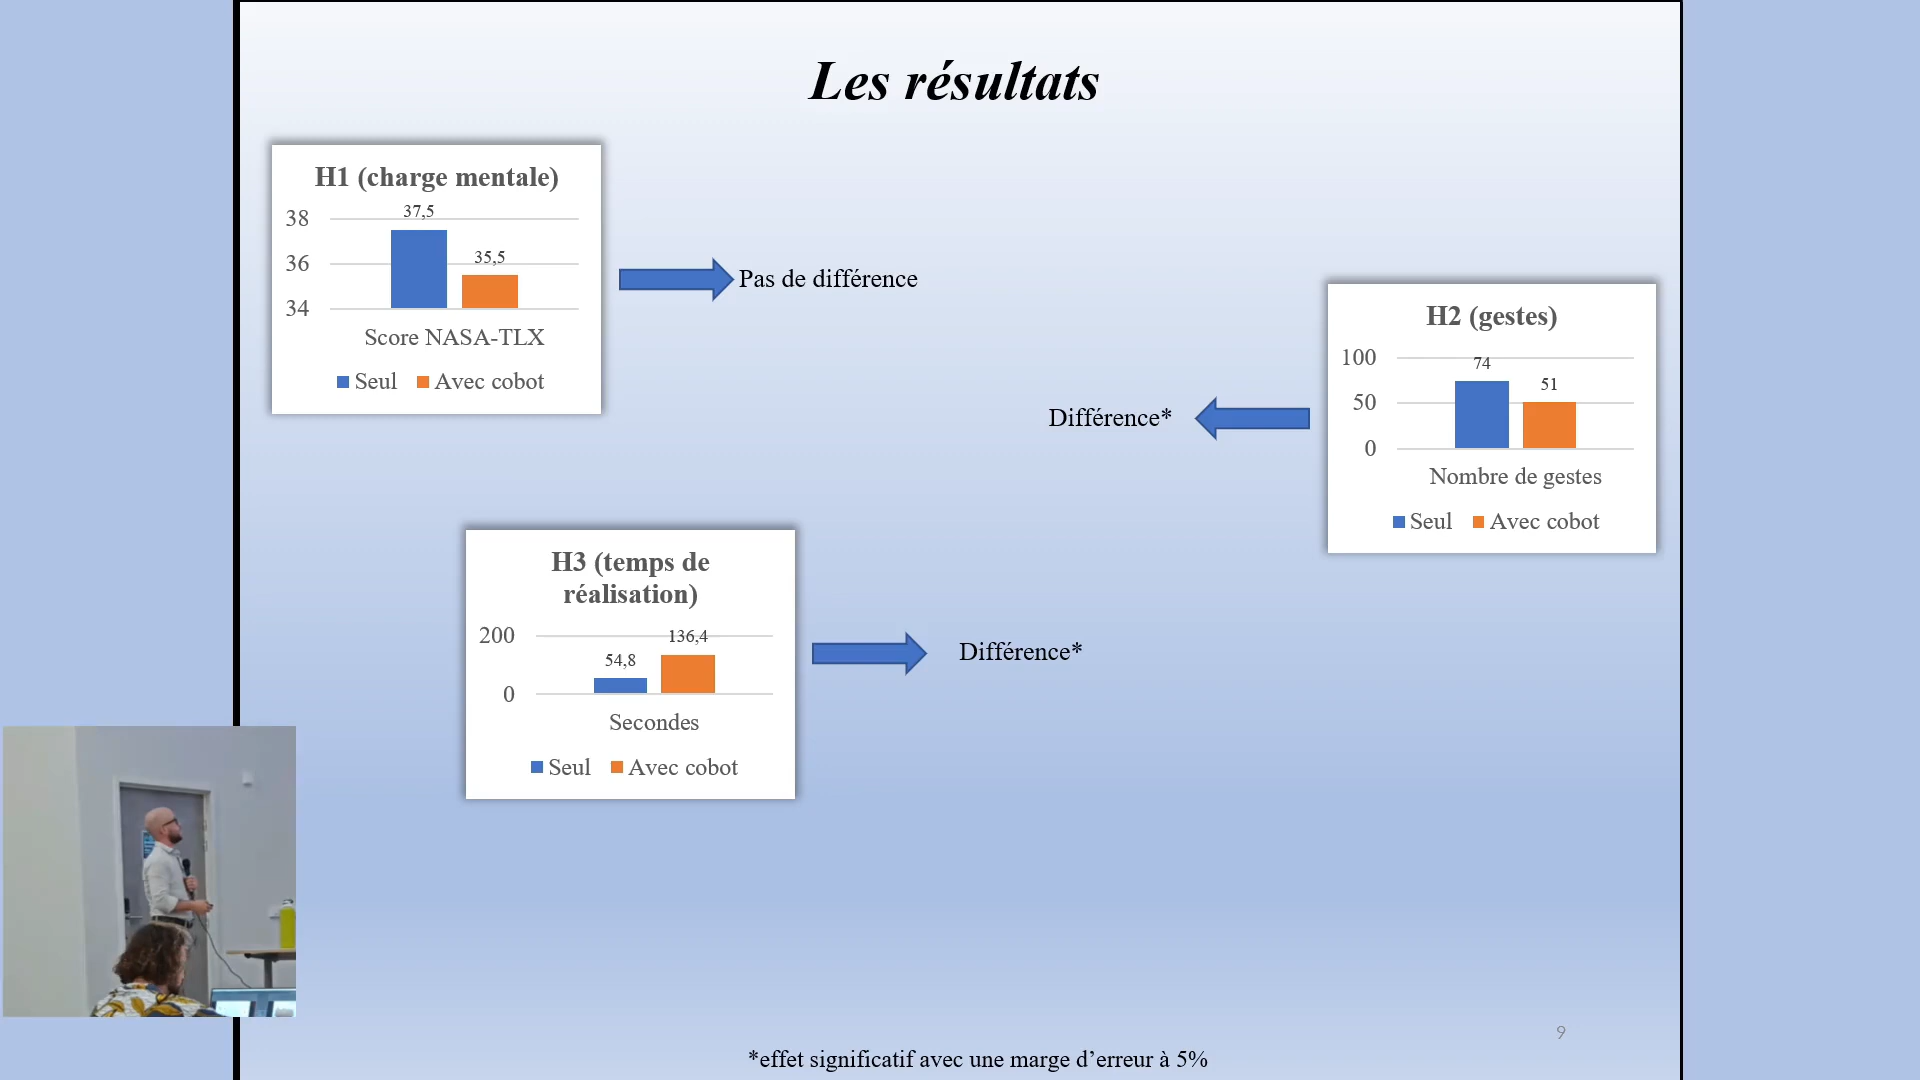 Les résultats
H1 (charge mentale)
37,5
38
35,5
36
34
Score NASA-TLX
Seul Avec cobot
Pas de différence
H2 (gestes)
100
74
51
50
0
Nombre de gestes
Seul Avec cobot
Différence*
H3 (temps de
réalisation)
200
136,4
54,8
0
Secondes
Seul Avec cobot
Différence*
9
*effet significatif avec une marge d’erreur à 5%